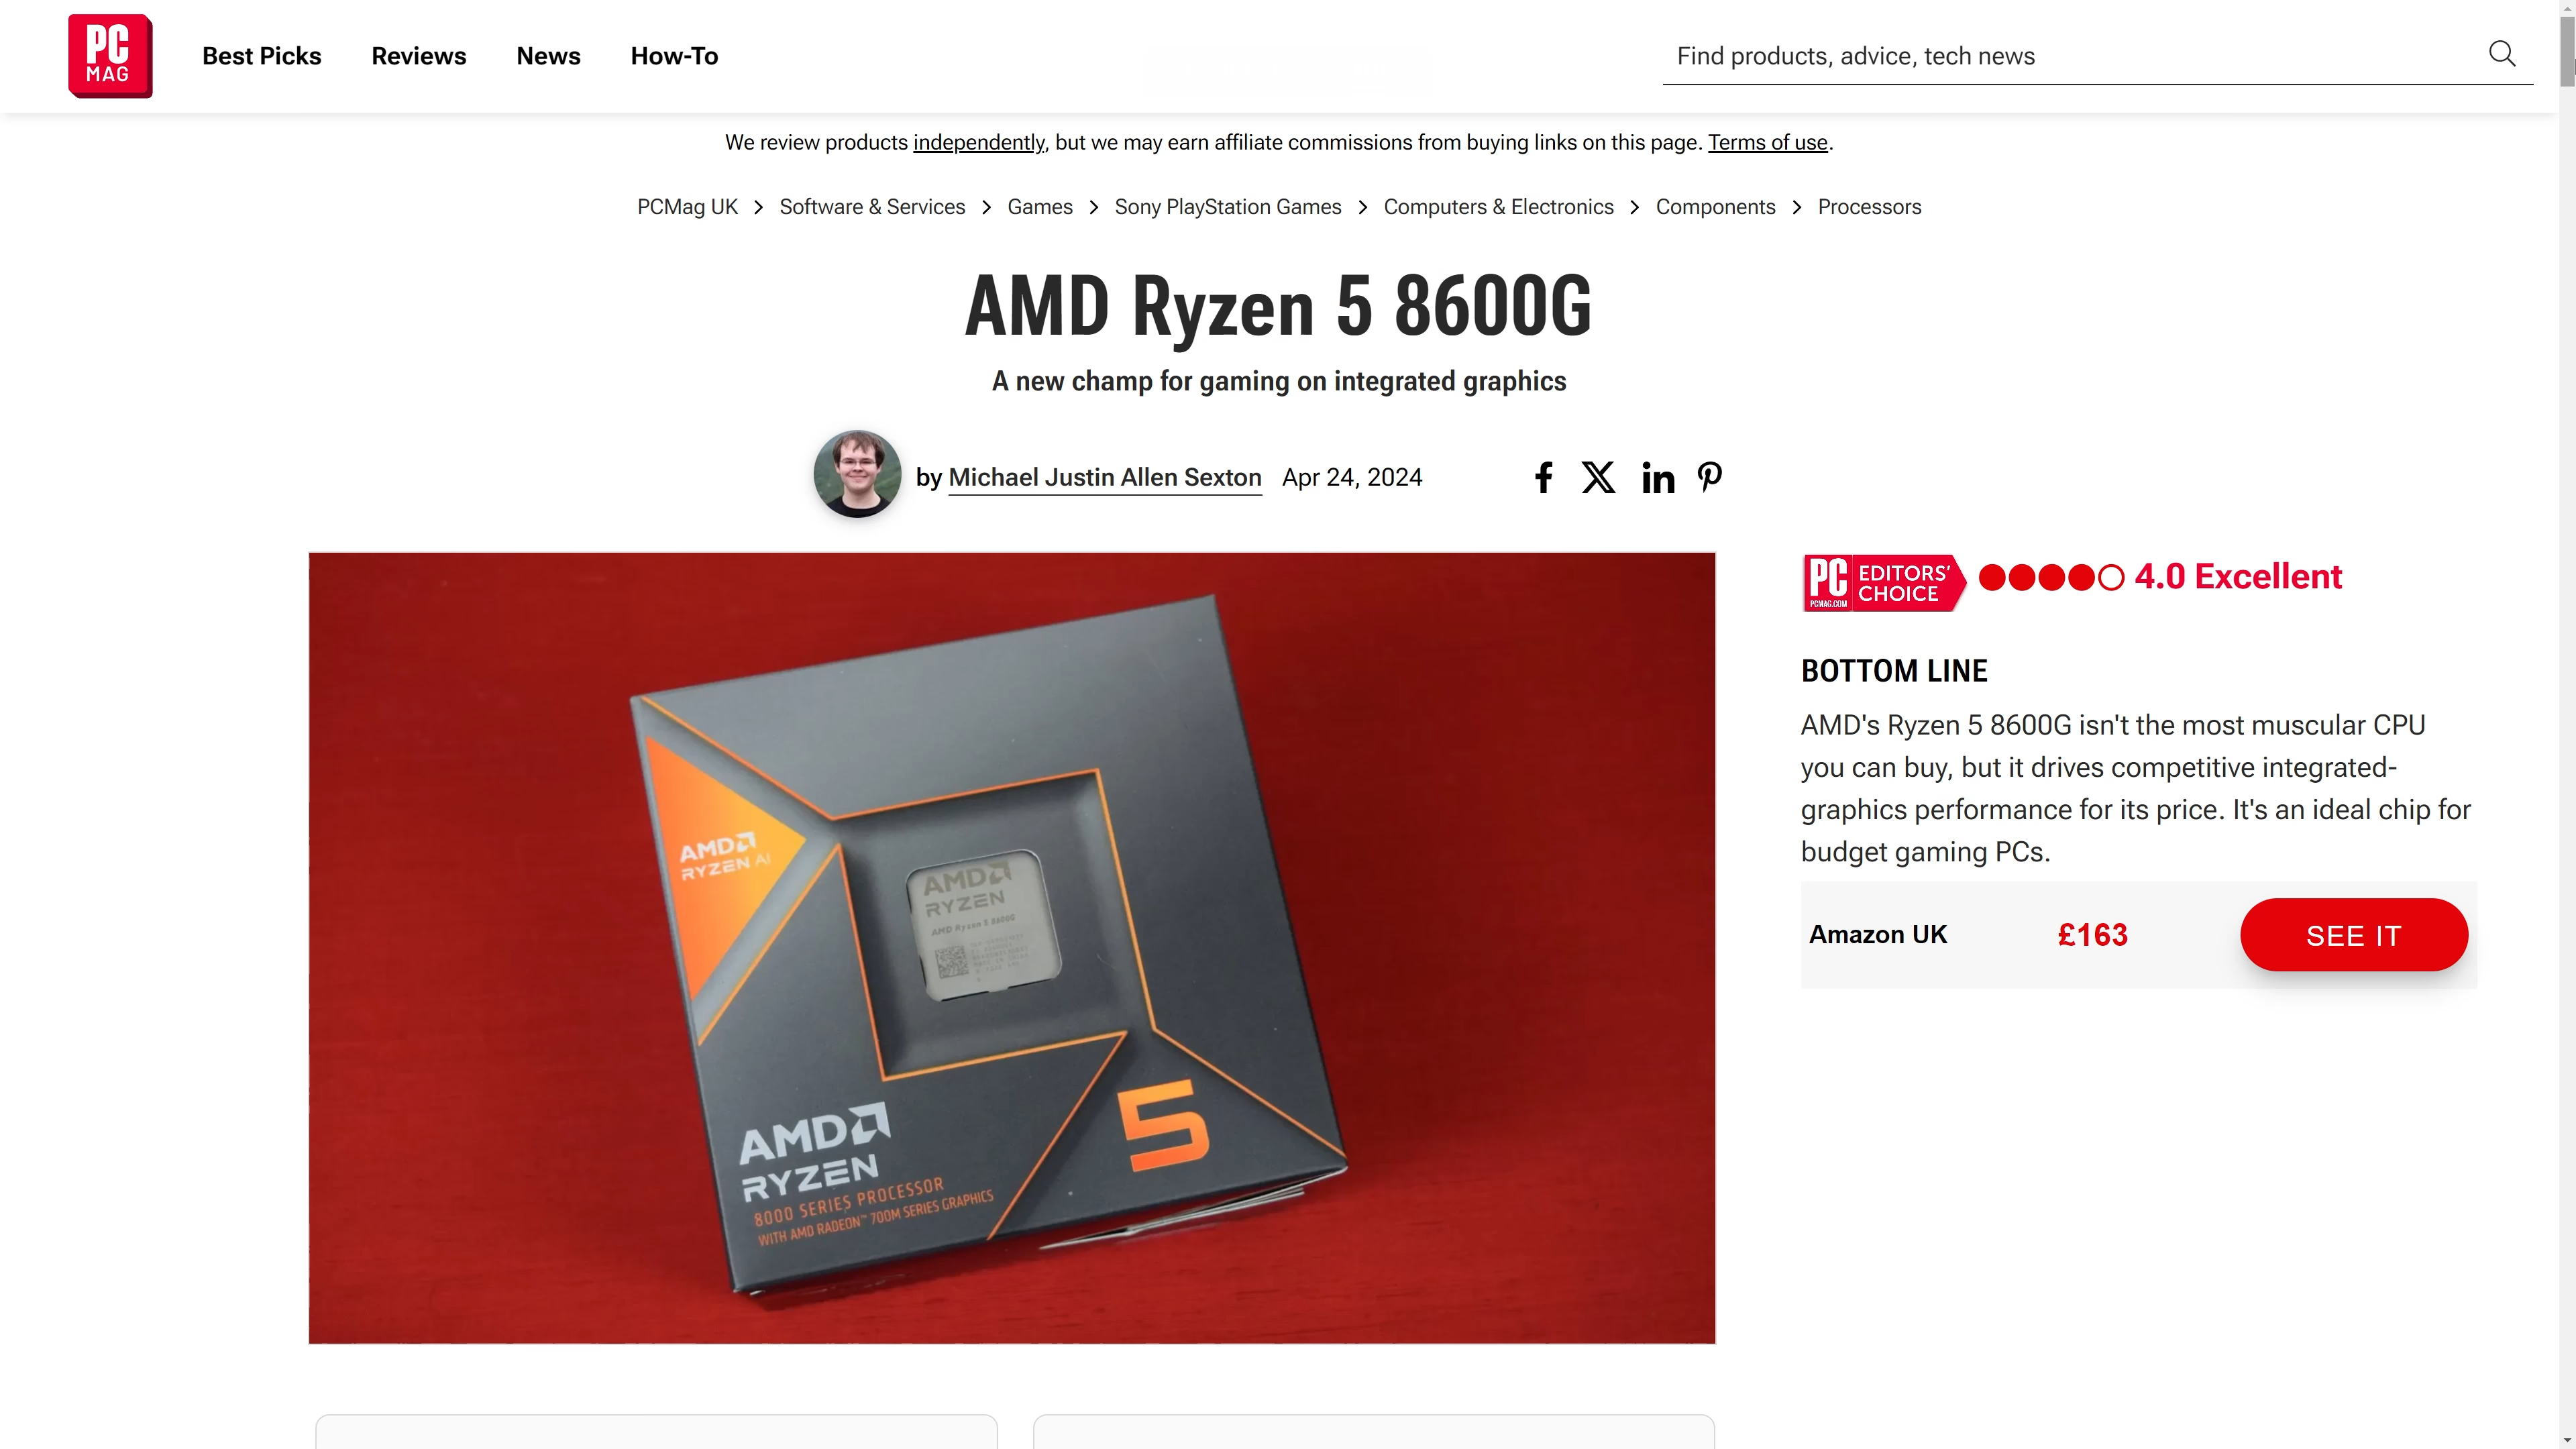 PC
MAG
Best Picks
Reviews
News
How-To
Find products, advice, tech news
We review products independently, but we may earn affiliate commissions from buying links on this page. Terms of use.
PCMag UK
Software & Services
Games
Sony PlayStation Games
Computers & Electronics
Components
Processors
AMD Ryzen 5 8600G
A new champ for gaming on integrated graphics
by Michael Justin Allen Sexton Apr 24, 2024
AMD
RYZEN AI
AMD
RYZEN
AMD Ryzen 5 8600G
AMD
RYZEN
8000 SERIES PROCESSOR
WITH AMD RADEON™ 700M SERIES GRAPHICS
5
PC
PCMAG.COM
EDITORS'
CHOICE
4.0 Excellent
BOTTOM LINE
AMD's Ryzen 5 8600G isn't the most muscular CPU
you can buy, but it drives competitive integrated-
graphics performance for its price. It's an ideal chip for
budget gaming PCs.
Amazon UK
£163
SEE IT